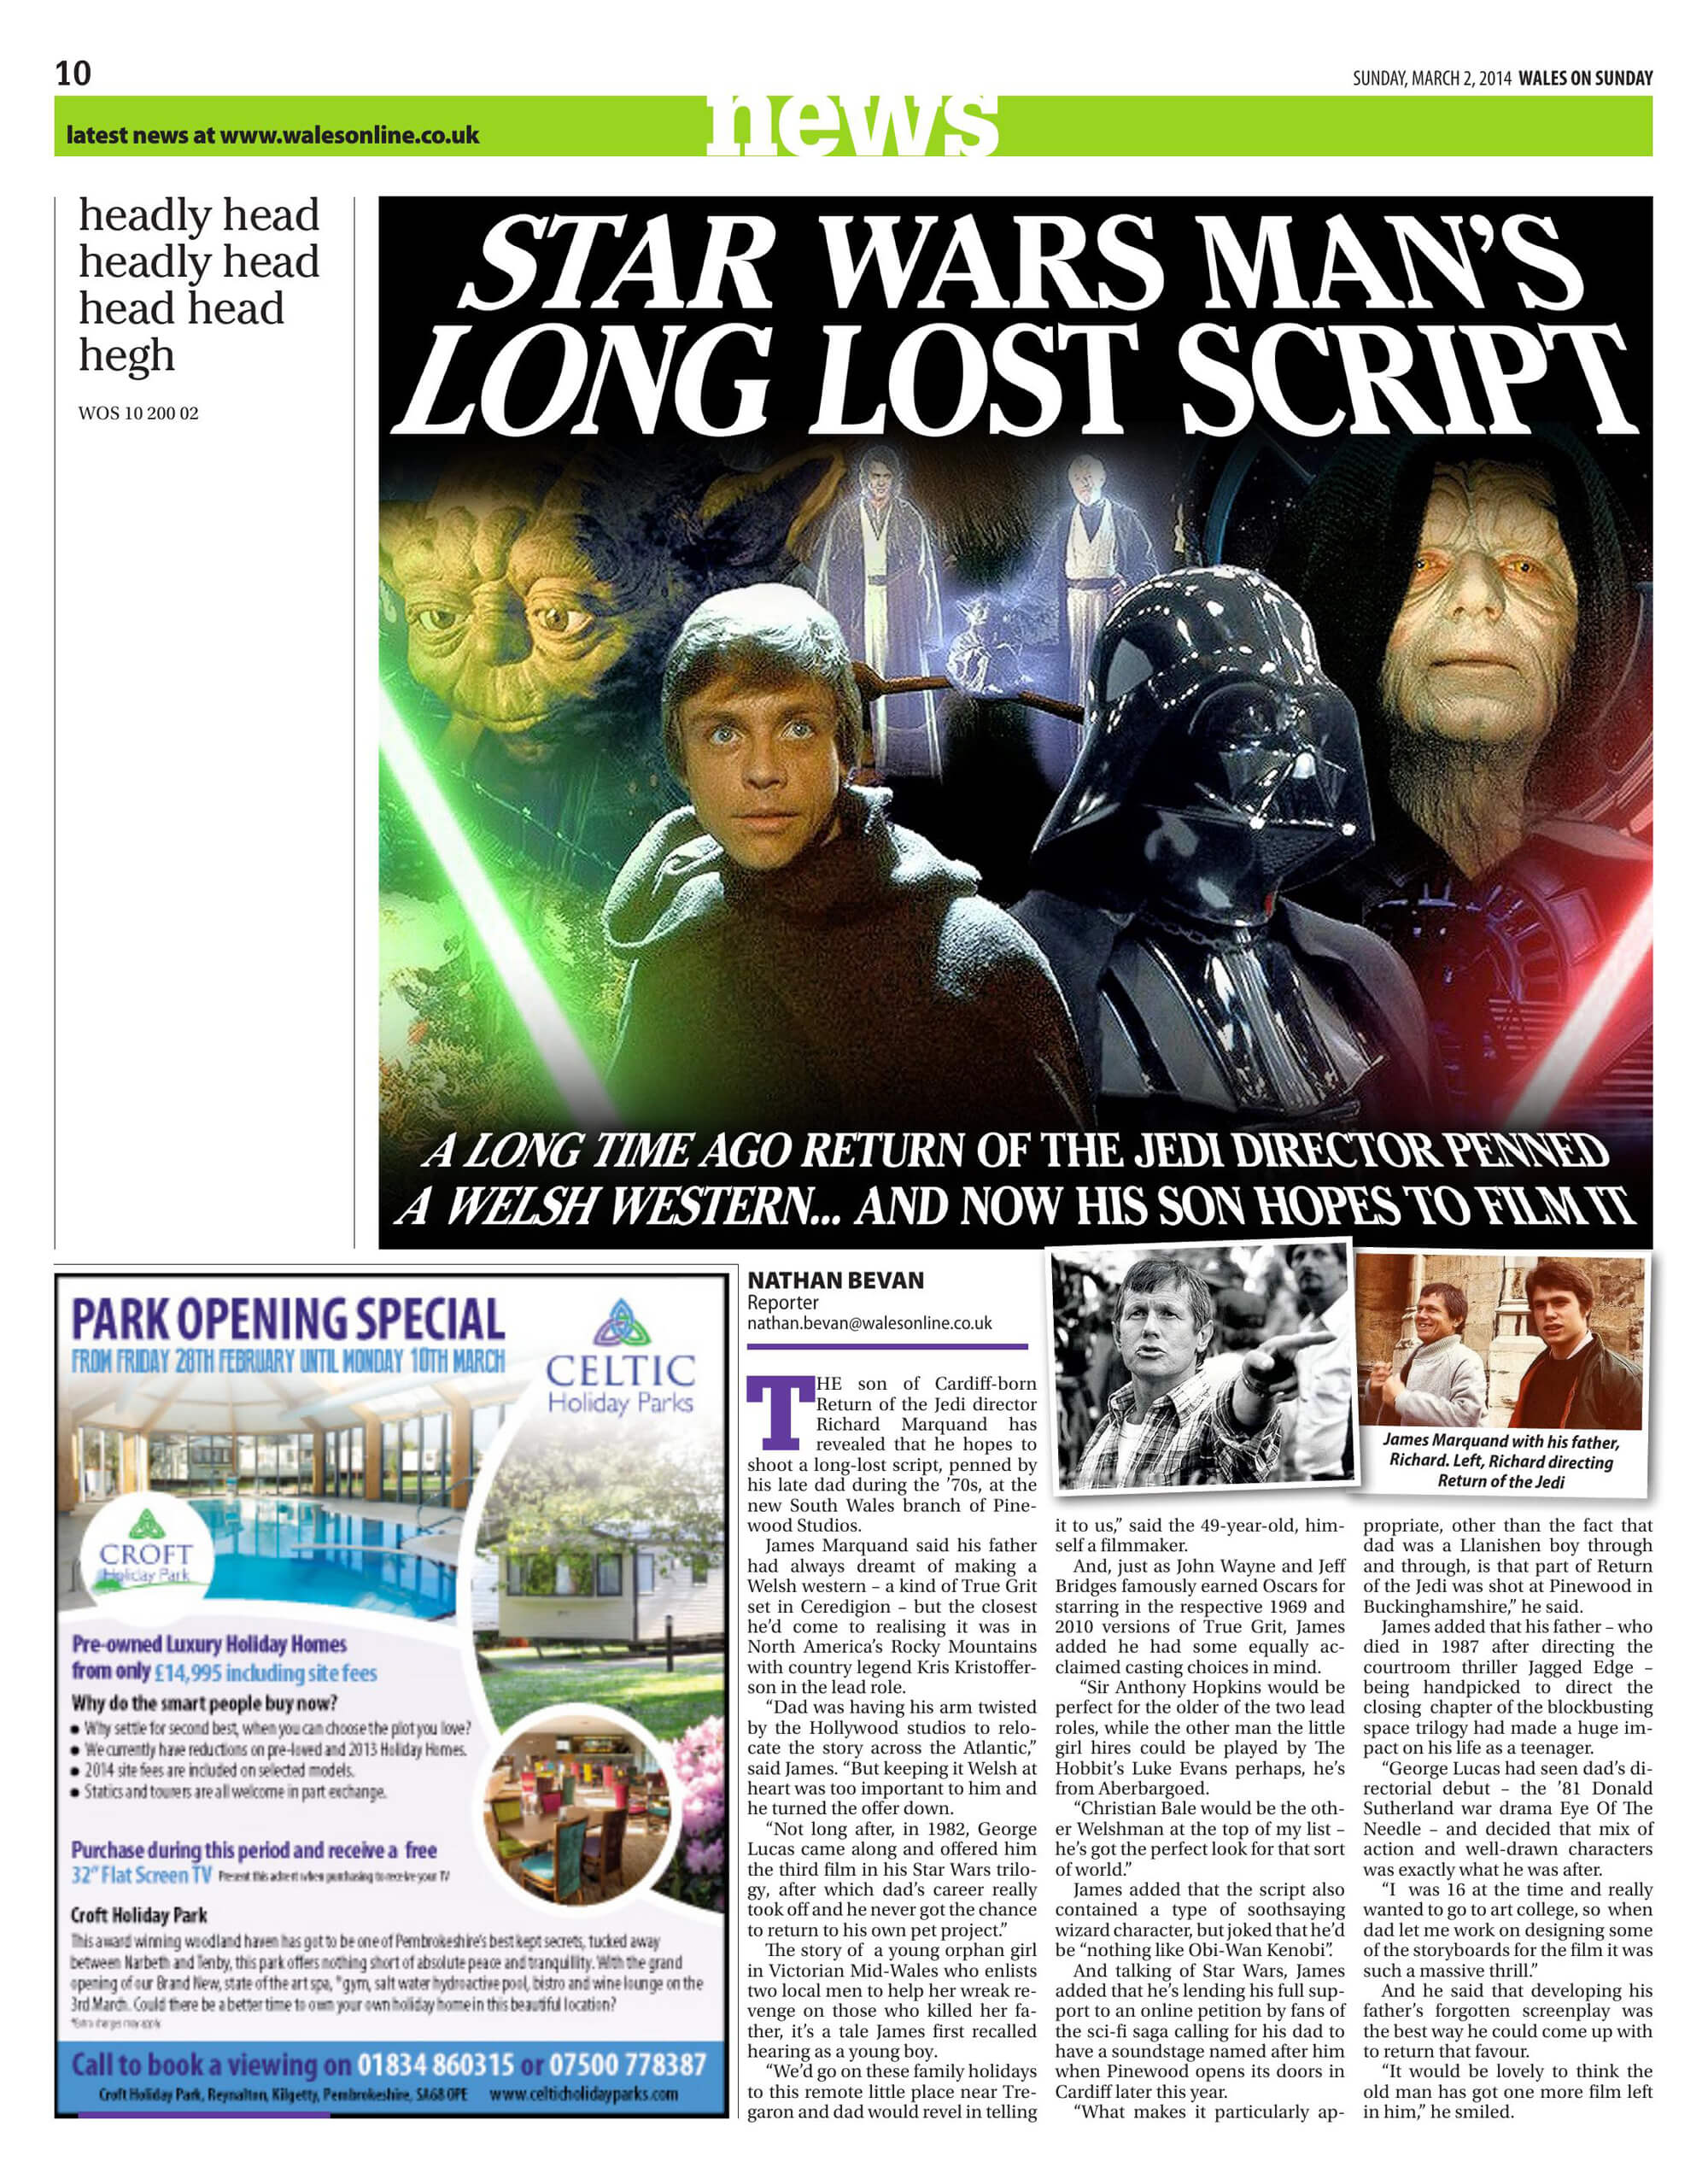 10
SUNDAY, MARCH 2, 2014 WALES ON SUNDAY
latest news at www.walesonline.co.uk
news
headly head
headly head
head head
hegh
WOS 10 200 02
STAR WARS MAN'S
LONG LOST SCRIPT
A LONG TIME AGO RETURN OF THE JEDI DIRECTOR PENNED
A WELSH WESTERN... AND NOW HIS SON HOPES TO FILM IT
PARK OPENING SPECIAL
FROM FRIDAY 28TH FEBRUARY UNTIL MONDAY 10TH MARCH
CELTIC
Holiday Parks
CROFT
Holiday Park
Pre-owned Luxury Holiday Homes
from only £14,995 including site fees
Why do the smart people buy now?
• Why settle for second best, when you can choose the plot you love?
• We currently have reductions on pre-loved and 2013 Holiday Homes.
• 2014 site fees are included on selected models.
• Statics and tourers are all welcome in part exchange.
Purchase during this period and receive a free
32" Flat Screen TV Present this advert when purchasing to receive your TV
Croft Holiday Park
This award winning woodland haven has got to be one of Pembrokeshire's best kept secrets, tucked away
between Narbeth and Tenby, this park offers nothing short of absolute peace and tranquility. With the grand
opening of our Brand New, state of the art spa, *gym, salt water hydroactive pool, bistro and wine lounge on the
3rd March. Could there be a better time to own your own holiday home in this beautiful location?
*Extra charges may apply
Call to book a viewing on 01834 860315 or 07500 778387
Croft Holiday Park, Reynalton, Kilgetty, Pembrokeshire, SA68 0PE www.celticholidayparks.com
NATHAN BEVAN
Reporter
nathan.bevan@walesonline.co.uk
THE son of Cardiff-born
Return of the Jedi director
Richard Marquand has
revealed that he hopes to
shoot a long-lost script, penned by
his late dad during the '70s, at the
new South Wales branch of Pine-
wood Studios.
James Marquand said his father
had always dreamt of making a
Welsh western – a kind of True Grit
set in Ceredigion – but the closest
he'd come to realising it was in
North America's Rocky Mountains
with country legend Kris Kristoffer-
son in the lead role.
"Dad was having his arm twisted
by the Hollywood studios to relo-
cate the story across the Atlantic,"
said James. "But keeping it Welsh at
heart was too important to him and
he turned the offer down.
"Not long after, in 1982, George
Lucas came along and offered him
the third film in his Star Wars trilo-
gy, after which dad's career really
took off and he never got the chance
to return to his own pet project."
The story of a young orphan girl
in Victorian Mid-Wales who enlists
two local men to help her wreak re-
venge on those who killed her fa-
ther, it's a tale James first recalled
hearing as a young boy.
"We'd go on these family holidays
to this remote little place near Tre-
garon and dad would revel in telling
James Marquand with his father,
Richard. Left, Richard directing
Return of the Jedi
it to us," said the 49-year-old, him-
self a filmmaker.
And, just as John Wayne and Jeff
Bridges famously earned Oscars for
starring in the respective 1969 and
2010 versions of True Grit, James
added he had some equally ac-
claimed casting choices in mind.
"Sir Anthony Hopkins would be
perfect for the older of the two lead
roles, while the other man the little
girl hires could be played by The
Hobbit's Luke Evans perhaps, he's
from Aberbargoed.
"Christian Bale would be the oth-
er Welshman at the top of my list –
he's got the perfect look for that sort
of world."
James added that the script also
contained a type of soothsaying
wizard character, but joked that he'd
be "nothing like Obi-Wan Kenobi".
And talking of Star Wars, James
added that he's lending his full sup-
port to an online petition by fans of
the sci-fi saga calling for his dad to
have a soundstage named after him
when Pinewood opens its doors in
Cardiff later this year.
"What makes it particularly ap-
propriate, other than the fact that
dad was a Llanishen boy through
and through, is that part of Return
of the Jedi was shot at Pinewood in
Buckinghamshire," he said.
James added that his father – who
died in 1987 after directing the
courtroom thriller Jagged Edge –
being handpicked to direct the
closing chapter of the blockbusting
space trilogy had made a huge im-
pact on his life as a teenager.
"George Lucas had seen dad's di-
rectorial debut – the '81 Donald
Sutherland war drama Eye Of The
Needle – and decided that mix of
action and well-drawn characters
was exactly what he was after.
"I was 16 at the time and really
wanted to go to art college, so when
dad let me work on designing some
of the storyboards for the film it was
such a massive thrill."
And he said that developing his
father's forgotten screenplay was
the best way he could come up with
to return that favour.
"It would be lovely to think the
old man has got one more film left
in him," he smiled.